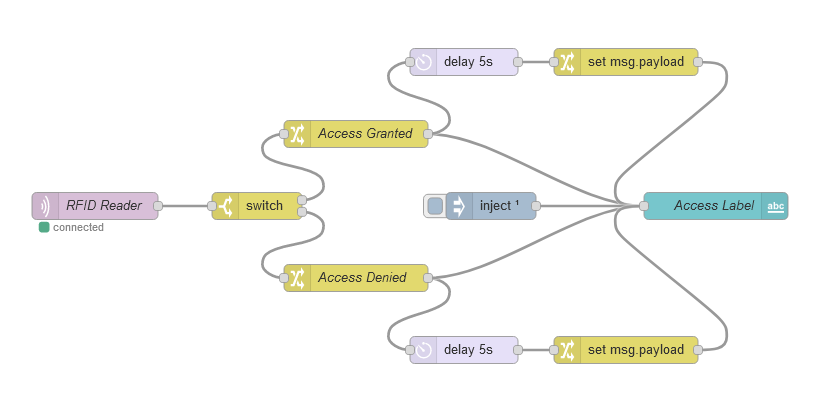 delay 5s
set msg.payload
Access Granted
RFID Reader
switch
inject ¹
Access Label
abc
connected
Access Denied
delay 5s
set msg.payload